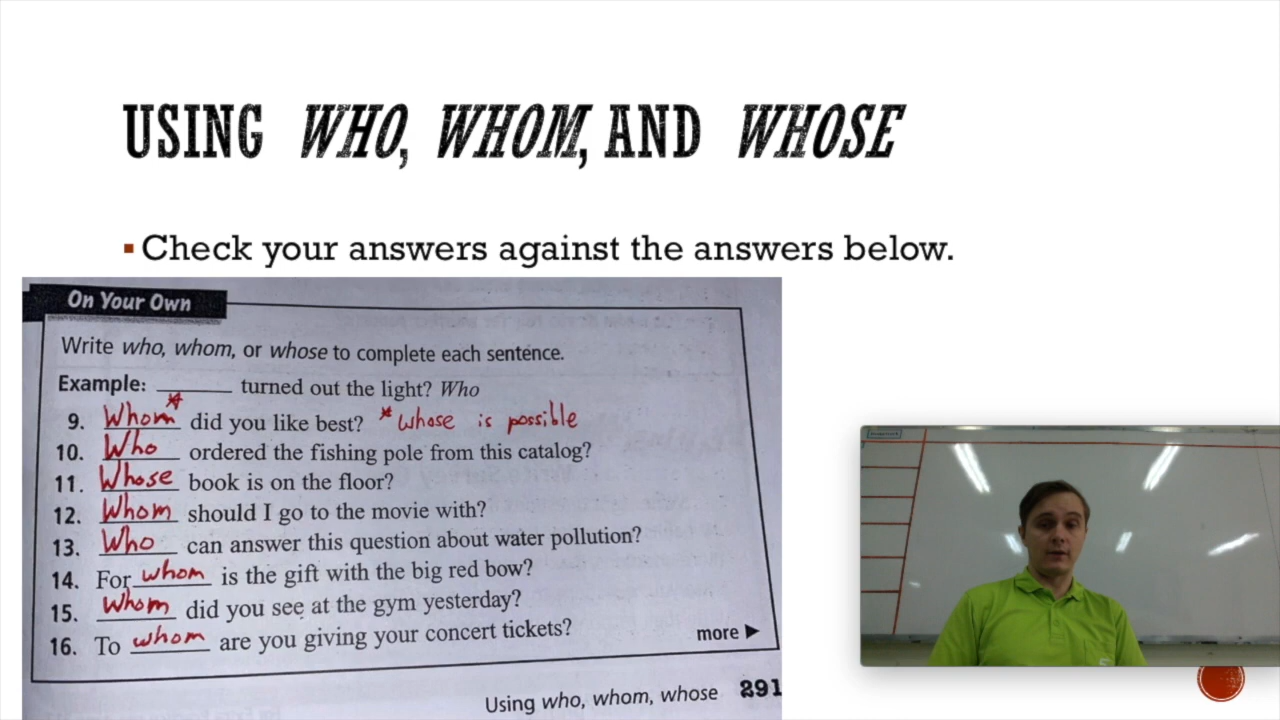 USING WHO, WHOM, AND WHOSE
▪ Check your answers against the answers below.
On Your Own
Write who, whom, or whose to complete each sentence.
Example: ______ turned out the light? Who
9. Whom* did you like best? *whose is possible
10. Who ordered the fishing pole from this catalog?
11. Whose book is on the floor?
12. Whom should I go to the movie with?
13. Who can answer this question about water pollution?
14. For whom is the gift with the big red bow?
15. Whom did you see at the gym yesterday?
16. To whom are you giving your concert tickets?
more ▶
Using who, whom, whose 291